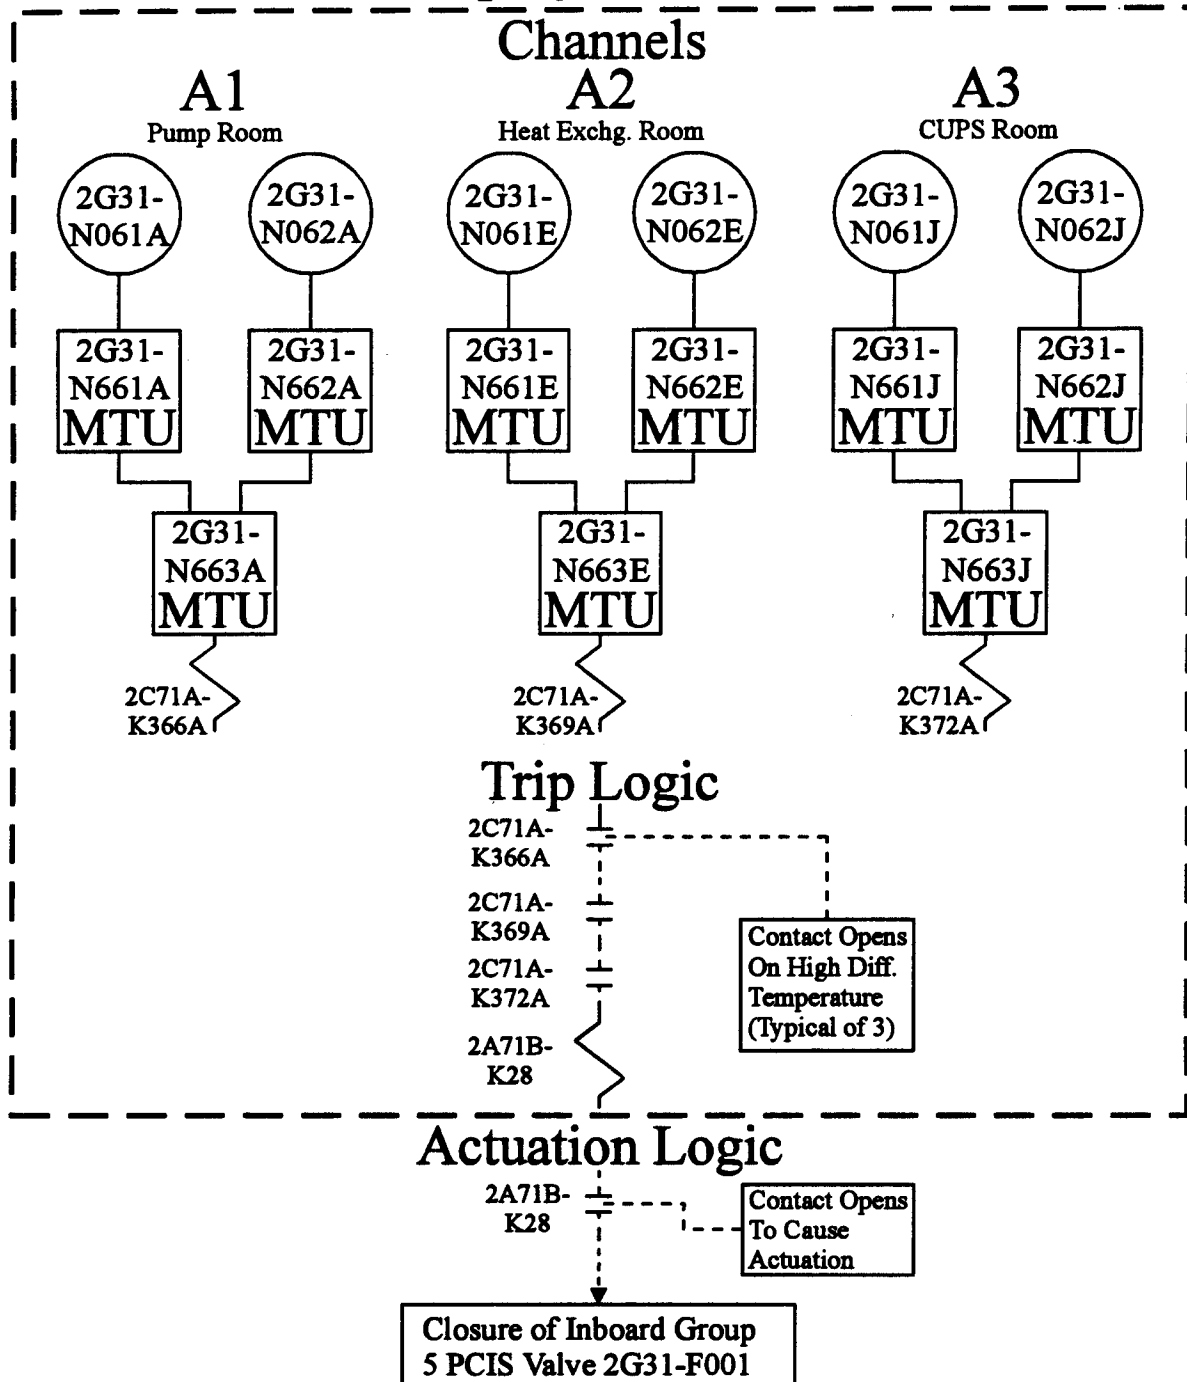 Channels
A1
Pump Room
A2
Heat Exchg. Room
A3
CUPS Room
2G31-
N061A
2G31-
N062A
2G31-
N061E
2G31-
N062E
2G31-
N061J
2G31-
N062J
2G31-
N661A
MTU
2G31-
N662A
MTU
2G31-
N661E
MTU
2G31-
N662E
MTU
2G31-
N661J
MTU
2G31-
N662J
MTU
2G31-
N663A
MTU
2G31-
N663E
MTU
2G31-
N663J
MTU
2C71A-
K366A
2C71A-
K369A
2C71A-
K372A
Trip Logic
2C71A-
K366A
2C71A-
K369A
2C71A-
K372A
2A71B-
K28
Contact Opens
On High Diff.
Temperature
(Typical of 3)
Actuation Logic
2A71B-
K28
Contact Opens
To Cause
Actuation
Closure of Inboard Group
5 PCIS Valve 2G31-F001